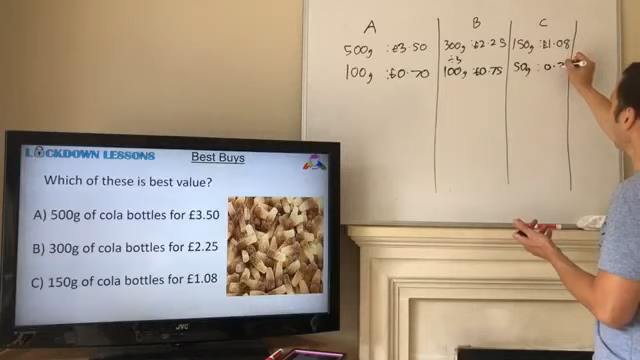 A B C
500g : £3.50 300g : £2.25 150g : £1.08
÷3
100g : £0.70 100g : £0.75 50g : 0.
LOCKDOWN LESSONS Best Buys
Which of these is best value?
A) 500g of cola bottles for £3.50
B) 300g of cola bottles for £2.25
C) 150g of cola bottles for £1.08
JVC